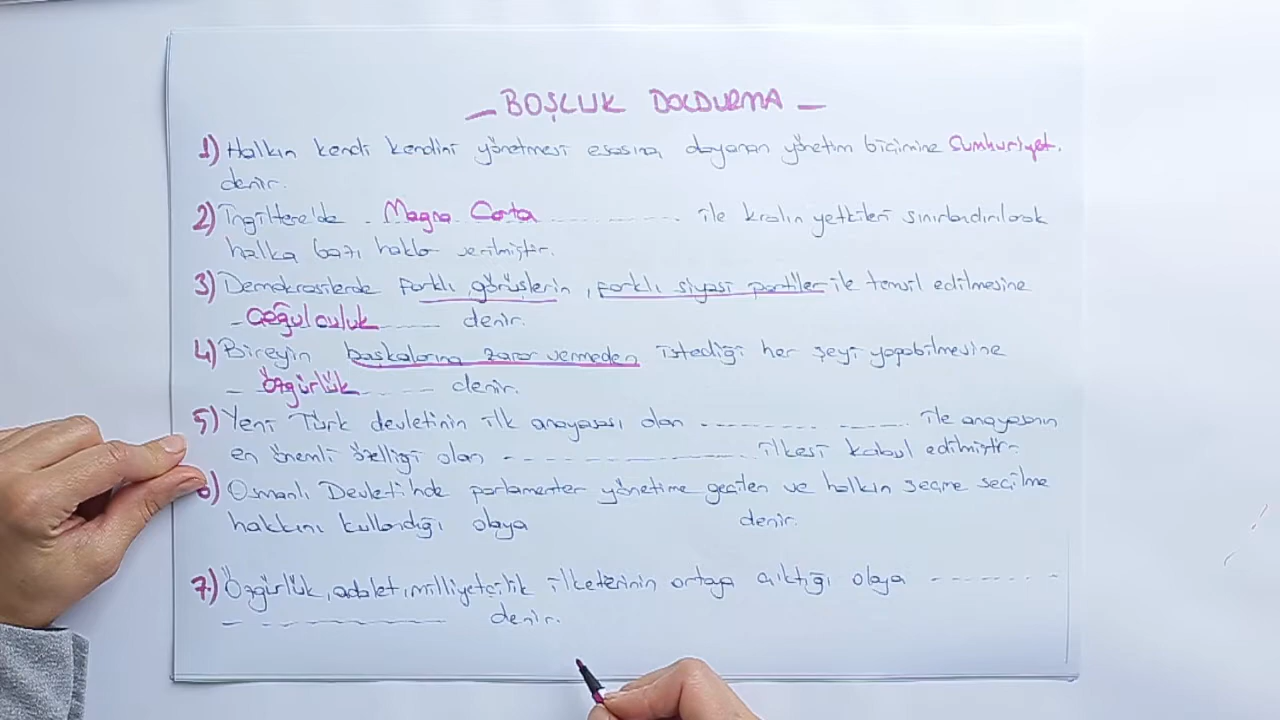 BOŞLUK DOLDURMA
1) Halkın kendi kendini yönetmesi esasına dayanan yönetim biçimine Cumhuriyet.
denir.
2) İngiltere'de Magna Carta ile kralın yetkileri sınırlandırılarak
halka bazı haklar verilmiştir.
3) Demokrasilerde farklı görüşlerin, farklı siyasi partiler ile temsil edilmesine
Çoğulculuk denir.
4) Bireyin başkalarına zarar vermeden istediği her şeyi yapabilmesine
Özgürlük denir.
5) Yeni Türk devletinin ilk anayasası olan ile anayasanın
en önemli özelliği olan ilkesi kabul edilmiştir.
6) Osmanlı Devleti'nde parlamenter yönetime geçilen ve halkın seçme seçilme
hakkını kullandığı olaya denir.
7) Özgürlük, adalet, milliyetçilik ilkelerinin ortaya çıktığı olaya
denir.